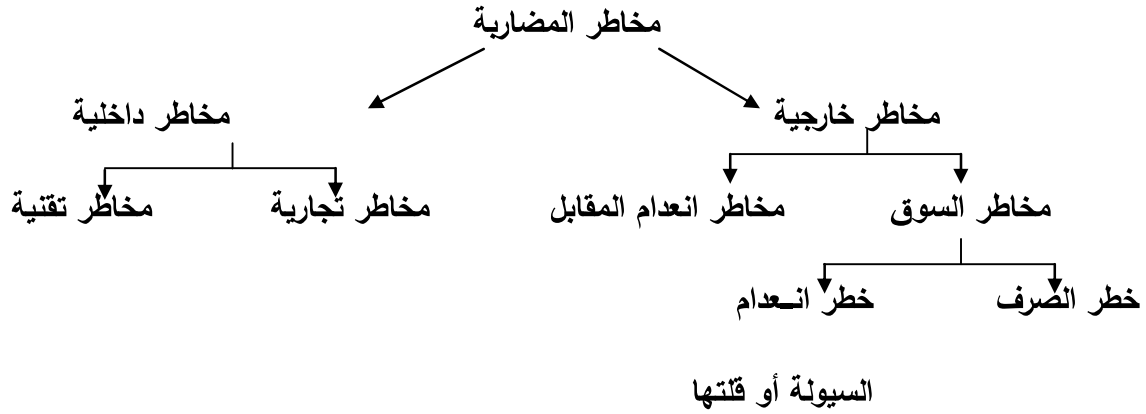 مخاطر المضاربة
مخاطر خارجية
مخاطر داخلية
مخاطر السوق
مخاطر انعدام المقابل
مخاطر تجارية
مخاطر تقنية
خطر الصرف
خطر انــعدام
السيولة أو قلتها